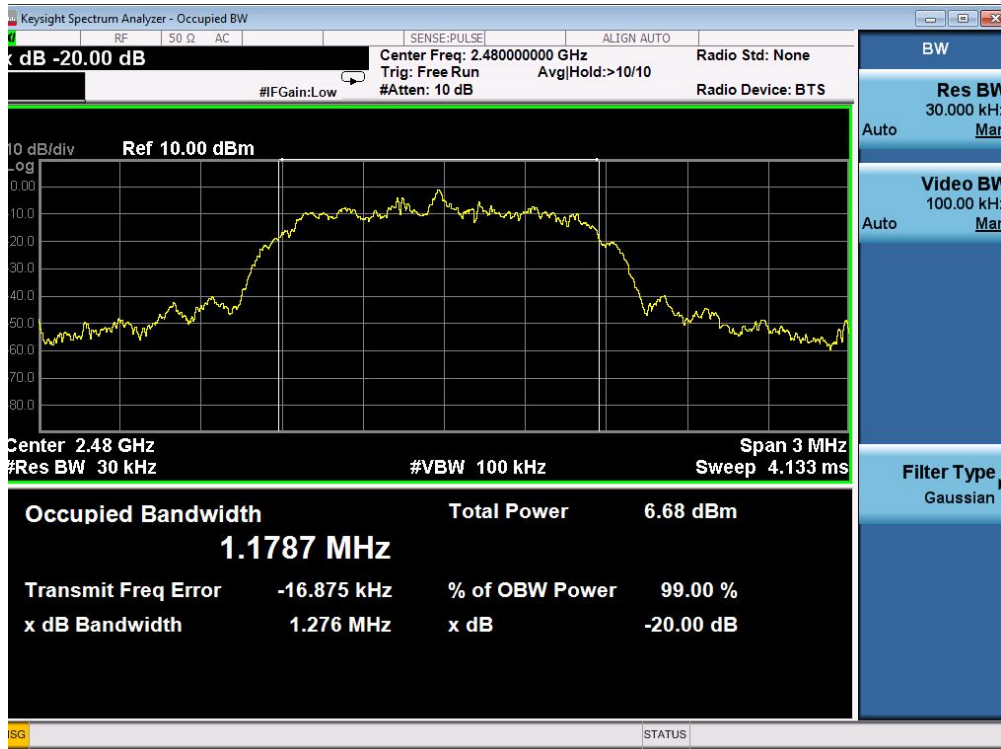 Keysight Spectrum Analyzer - Occupied BW
RF 50 Ω AC SENSE:PULSE ALIGN AUTO
x dB -20.00 dB
Center Freq: 2.480000000 GHz Radio Std: None
Trig: Free Run Avg|Hold:>10/10
#IFGain:Low #Atten: 10 dB Radio Device: BTS
10 dB/div Ref 10.00 dBm
Log
0.00
-10.0
-20.0
-30.0
-40.0
-50.0
-60.0
-70.0
-80.0
Center 2.48 GHz Span 3 MHz
#Res BW 30 kHz #VBW 100 kHz Sweep 4.133 ms
Occupied Bandwidth Total Power 6.68 dBm
1.1787 MHz
Transmit Freq Error -16.875 kHz % of OBW Power 99.00 %
x dB Bandwidth 1.276 MHz x dB -20.00 dB
BW
Res BW
30.000 kHz
Auto Man
Video BW
100.00 kHz
Auto Man
Filter Type
Gaussian
MSG STATUS